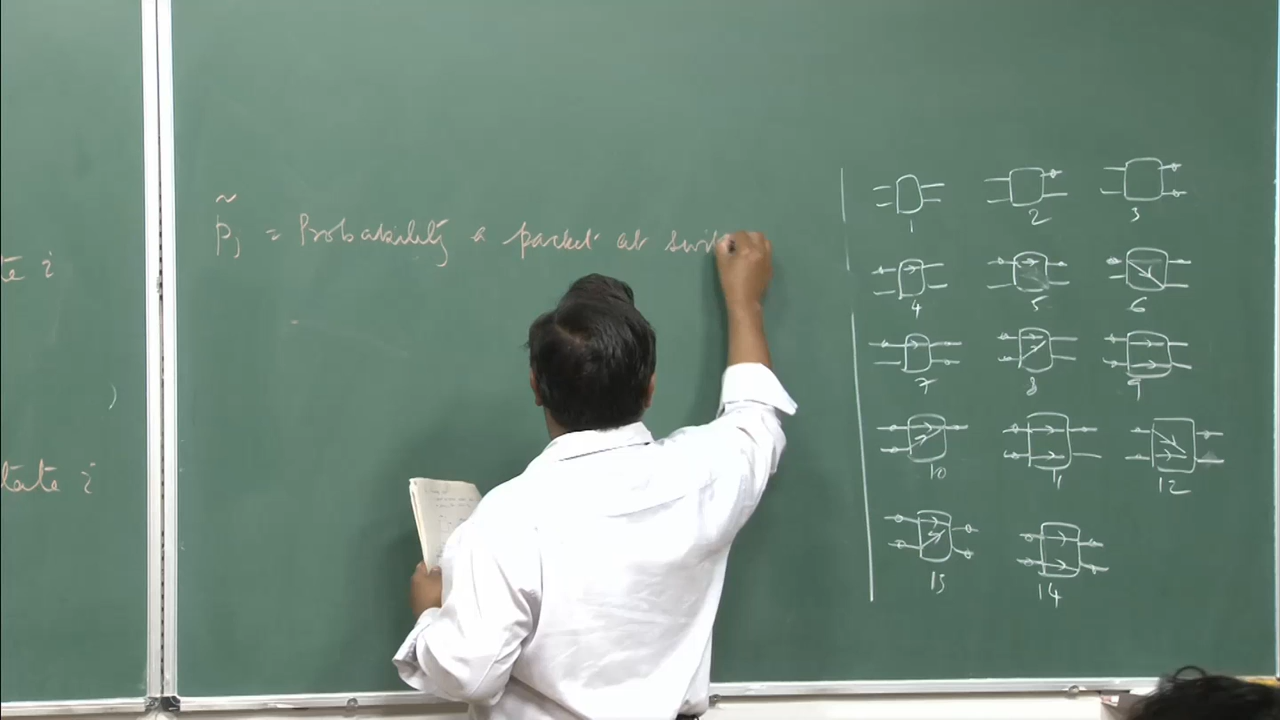 p̃j = Probability a packet at swit
te i
)
tate i
1 2 3
4 5 6
7 8 9
10 11 12
13 14